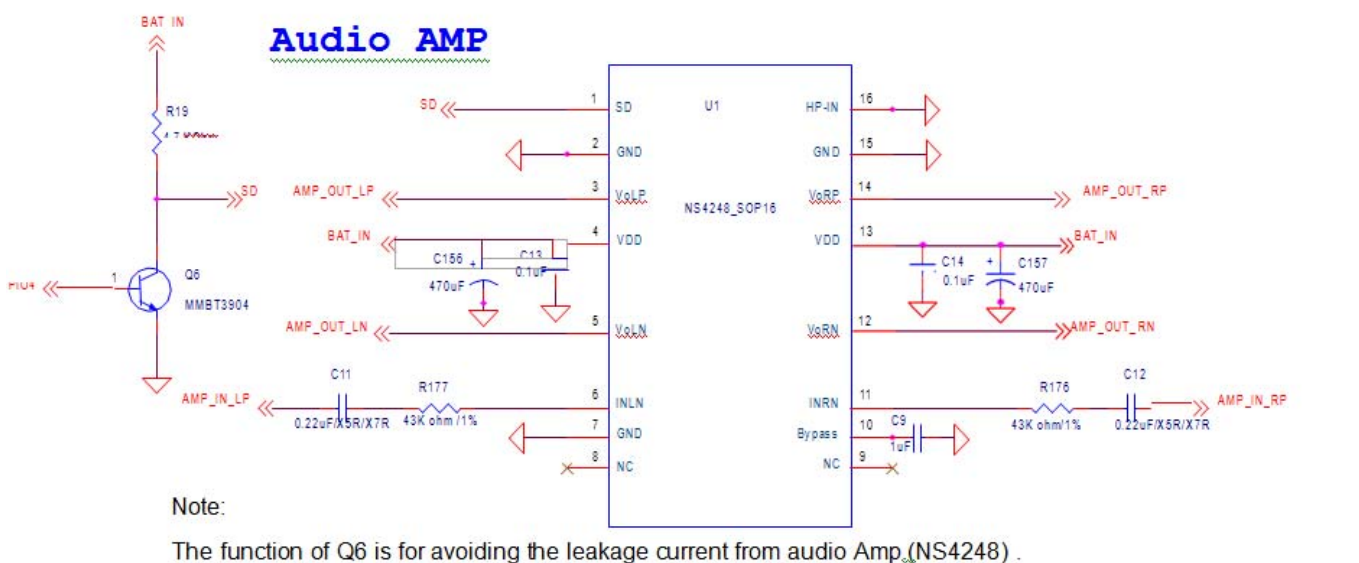 BAT IN
Audio AMP
R19
SD
Q6
MMBT3904
1
SD
1
SD
U1
HP-IN
16
2
GND
GND
15
AMP_OUT_LP
3
VoLP
NS4248_SOP16
VoRP
14
AMP_OUT_RP
BAT_IN
4
VDD
VDD
13
BAT_IN
C156
+
470uF
C13
0.1uF
C14
0.1uF
+
C157
470uF
AMP_OUT_LN
5
VoLN
VoRN
12
AMP_OUT_RN
AMP_IN_LP
C11
0.22uF/X5R/X7R
R177
43K ohm/1%
6
INLN
INRN
11
R176
43K ohm/1%
C12
0.22uF/X5R/X7R
AMP_IN_RP
7
GND
Bypass
10
C9
1uF
8
NC
NC
9
Note:
The function of Q6 is for avoiding the leakage current from audio Amp.(NS4248) .